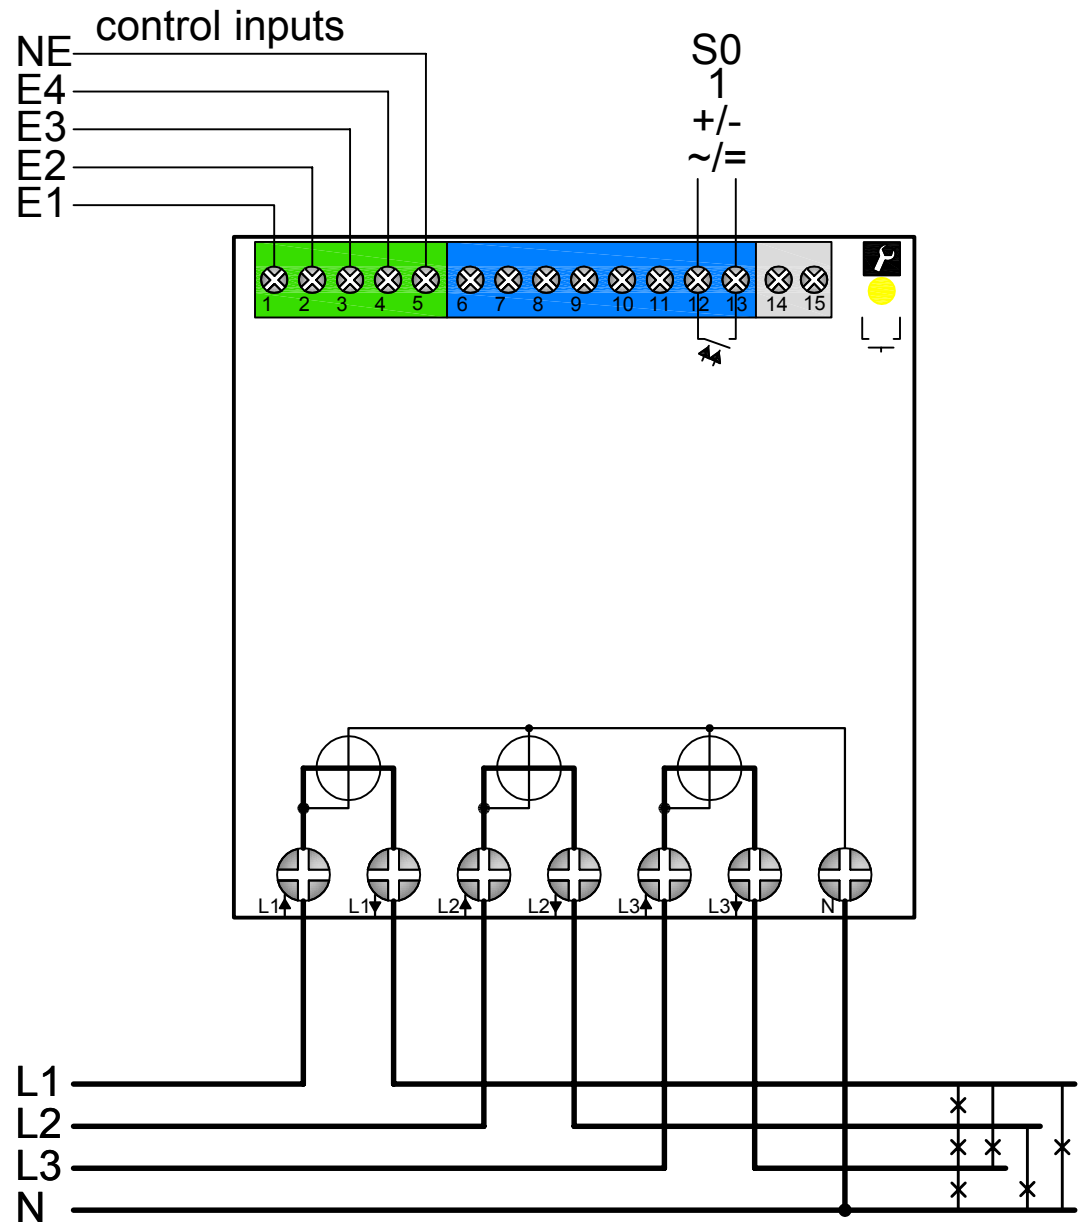 control inputs
NE
E4
E3
E2
E1
S0
1
+/-
~/=
1 2 3 4 5 6 7 8 9 10 11 12 13 14 15
L1 L1 L2 L2 L3 L3 N
L1
L2
L3
N